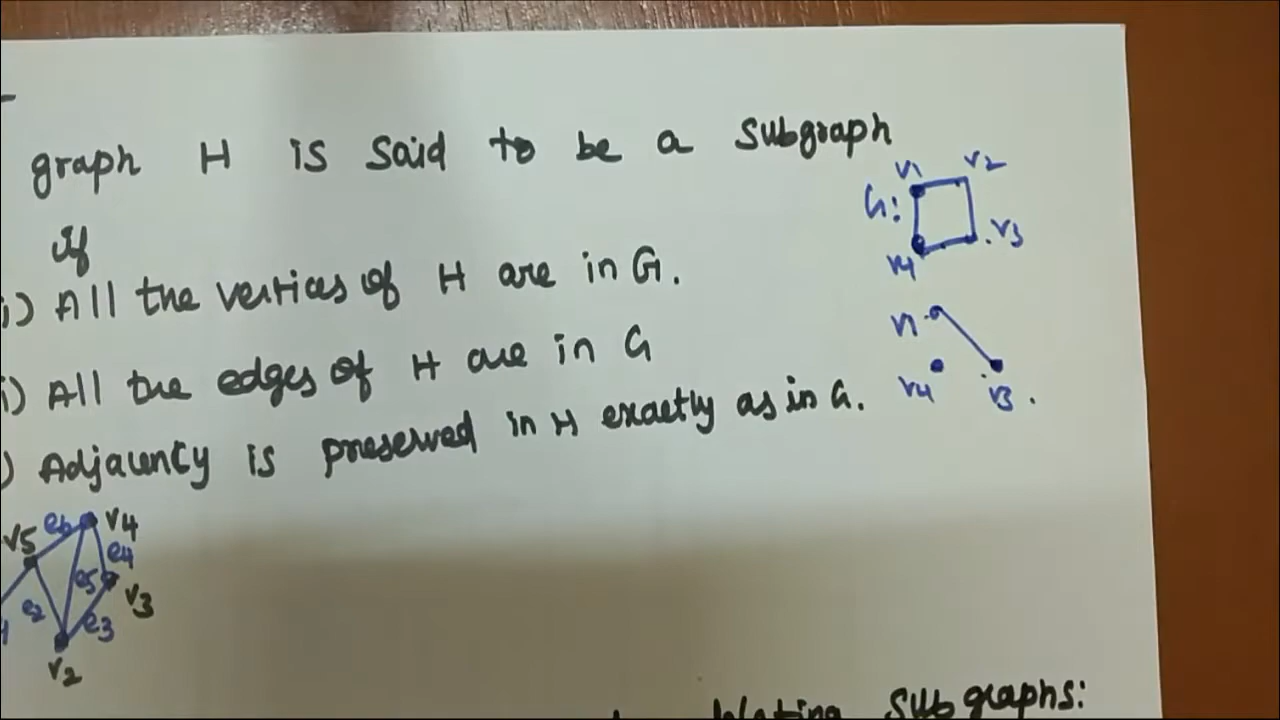 graph H is said to be a subgraph
if
i) All the vertices of H are in G.
i) All the edges of H are in G
) Adjacency is preserved in H exactly as in G.
G:
v1
v2
v3
v4
v1
v4
v3.
v5
e6
v4
e4
e5
v3
e2
e3
v2
subgraphs: